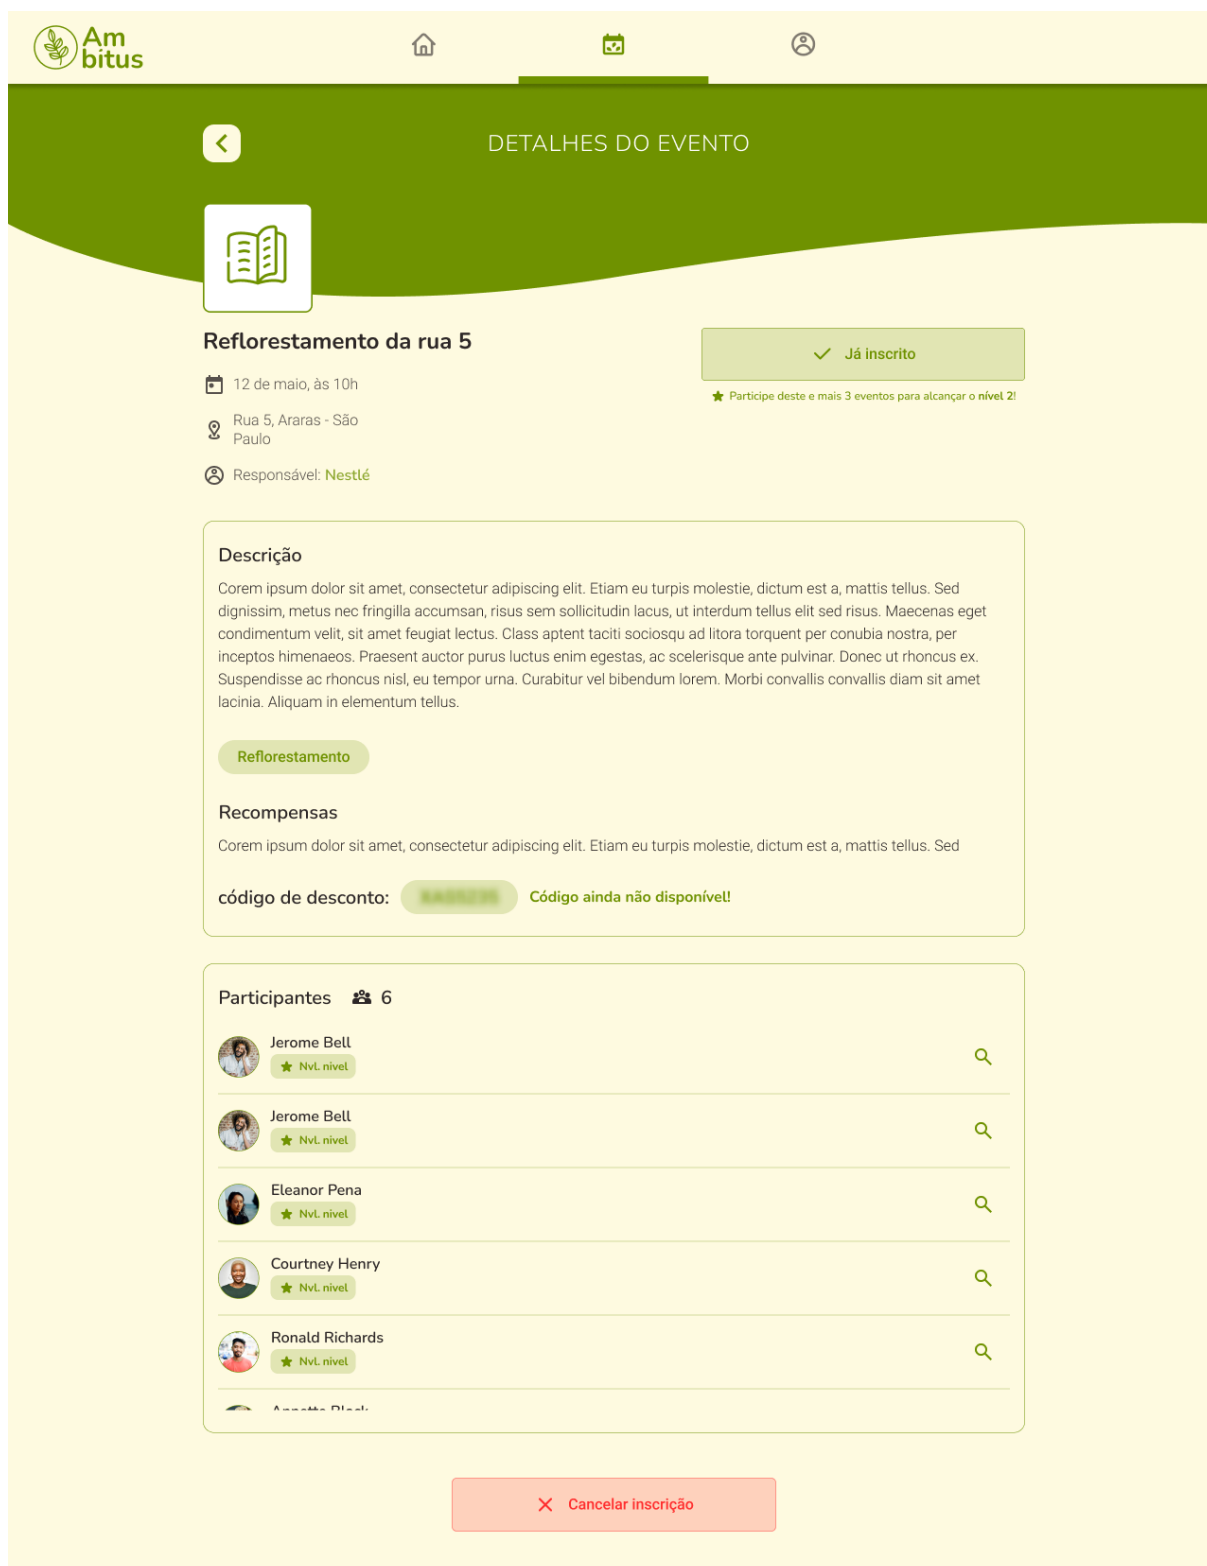 Am
bitus
DETALHES DO EVENTO
Reflorestamento da rua 5
Já inscrito
12 de maio, às 10h
Participe deste e mais 3 eventos para alcançar o nível 2!
Rua 5, Araras - São
Paulo
Responsável: Nestlé
Descrição
Corem ipsum dolor sit amet, consectetur adipiscing elit. Etiam eu turpis molestie, dictum est a, mattis tellus. Sed
dignissim, metus nec fringilla accumsan, risus sem sollicitudin lacus, ut interdum tellus elit sed risus. Maecenas eget
condimentum velit, sit amet feugiat lectus. Class aptent taciti sociosqu ad litora torquent per conubia nostra, per
inceptos himenaeos. Praesent auctor purus luctus enim egestas, ac scelerisque ante pulvinar. Donec ut rhoncus ex.
Suspendisse ac rhoncus nisl, eu tempor urna. Curabitur vel bibendum lorem. Morbi convallis convallis diam sit amet
lacinia. Aliquam in elementum tellus.
Reflorestamento
Recompensas
Corem ipsum dolor sit amet, consectetur adipiscing elit. Etiam eu turpis molestie, dictum est a, mattis tellus. Sed
código de desconto: Código ainda não disponível!
Participantes 6
Jerome Bell
Nvl. nivel
Jerome Bell
Nvl. nivel
Eleanor Pena
Nvl. nivel
Courtney Henry
Nvl. nivel
Ronald Richards
Nvl. nivel
Cancelar inscrição